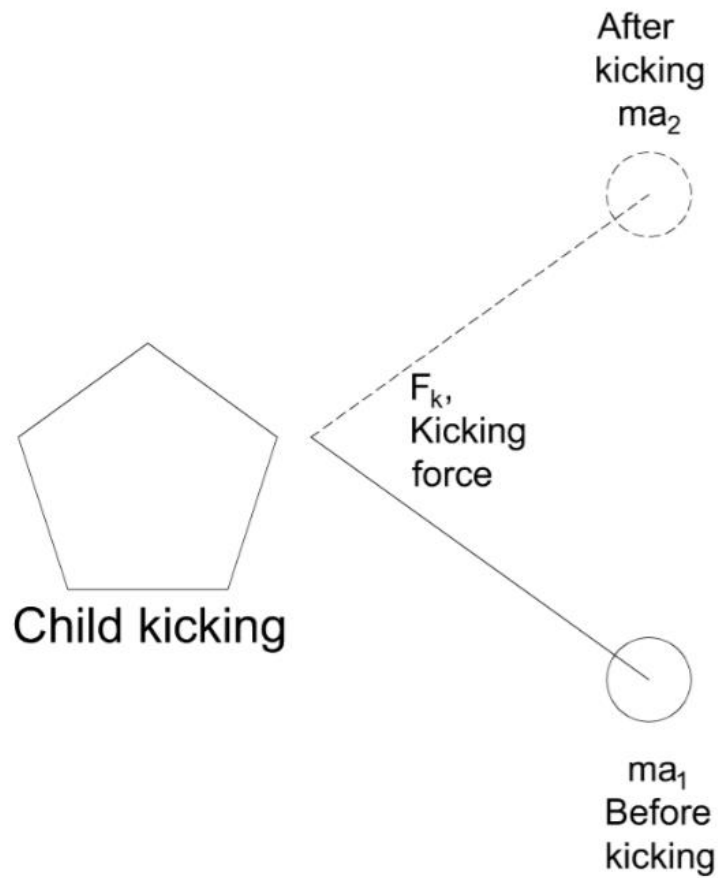 After
kicking
ma₂
Fₖ,
Kicking
force
Child kicking
ma₁
Before
kicking